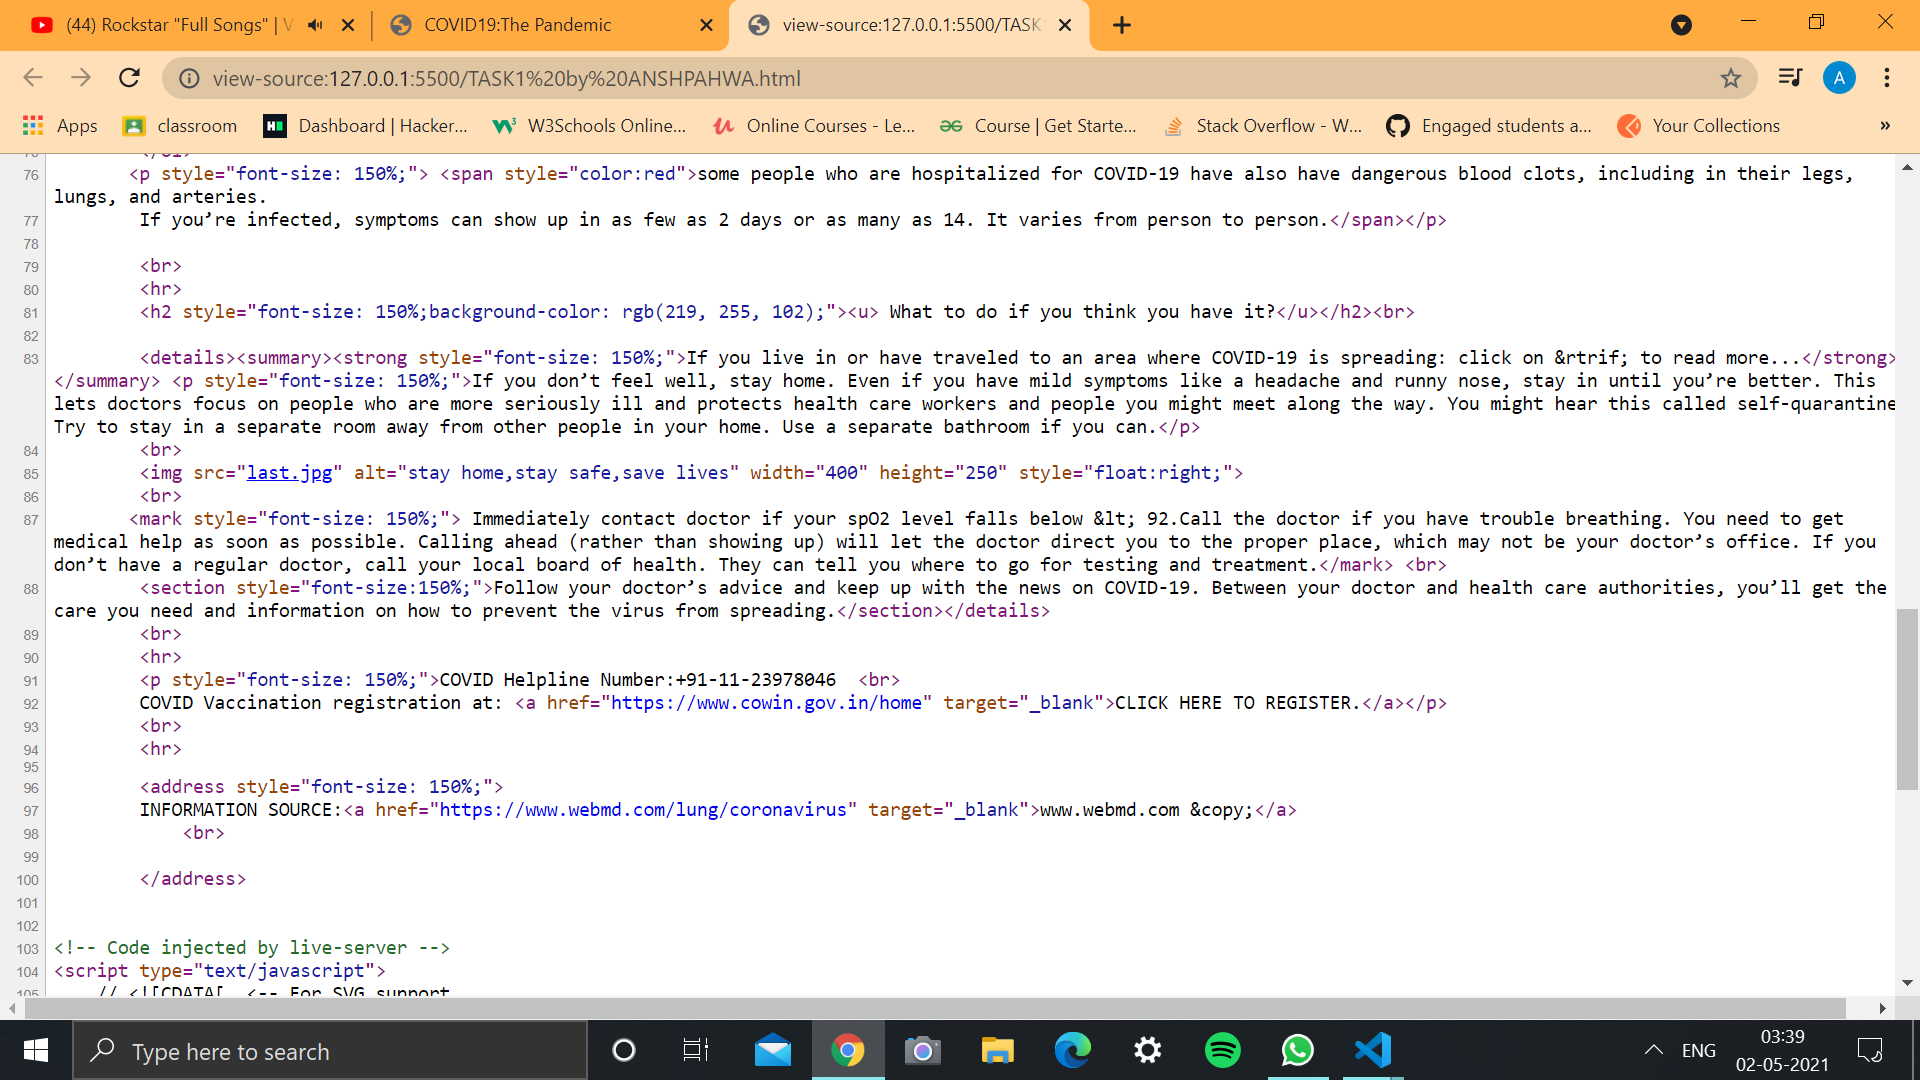 (44) Rockstar "Full Songs" | V
COVID19:The Pandemic
view-source:127.0.0.1:5500/TASK
view-source:127.0.0.1:5500/TASK1%20by%20ANSHPAHWA.html
A
Apps
classroom
Dashboard | Hacker...
W3Schools Online...
Online Courses - Le...
Course | Get Starte...
Stack Overflow - W...
Engaged students a...
Your Collections
»
76 <p style="font-size: 150%;"> <span style="color:red">some people who are hospitalized for COVID-19 have also have dangerous blood clots, including in their legs,
lungs, and arteries.
77 If you’re infected, symptoms can show up in as few as 2 days or as many as 14. It varies from person to person.</span></p>
78
79 <br>
80 <hr>
81 <h2 style="font-size: 150%;background-color: rgb(219, 255, 102);"><u> What to do if you think you have it?</u></h2><br>
82
83 <details><summary><strong style="font-size: 150%;">If you live in or have traveled to an area where COVID-19 is spreading: click on &rtrif; to read more...</strong>
</summary> <p style="font-size: 150%;">If you don’t feel well, stay home. Even if you have mild symptoms like a headache and runny nose, stay in until you’re better. This
lets doctors focus on people who are more seriously ill and protects health care workers and people you might meet along the way. You might hear this called self-quarantine
Try to stay in a separate room away from other people in your home. Use a separate bathroom if you can.</p>
84 <br>
85 <img src="last.jpg" alt="stay home,stay safe,save lives" width="400" height="250" style="float:right;">
86 <br>
87 <mark style="font-size: 150%;"> Immediately contact doctor if your spO2 level falls below &lt; 92.Call the doctor if you have trouble breathing. You need to get
medical help as soon as possible. Calling ahead (rather than showing up) will let the doctor direct you to the proper place, which may not be your doctor’s office. If you
don’t have a regular doctor, call your local board of health. They can tell you where to go for testing and treatment.</mark> <br>
88 <section style="font-size:150%;">Follow your doctor’s advice and keep up with the news on COVID-19. Between your doctor and health care authorities, you’ll get the
care you need and information on how to prevent the virus from spreading.</section></details>
89 <br>
90 <hr>
91 <p style="font-size: 150%;">COVID Helpline Number:+91-11-23978046 <br>
92 COVID Vaccination registration at: <a href="https://www.cowin.gov.in/home" target="_blank">CLICK HERE TO REGISTER.</a></p>
93 <br>
94 <hr>
95
96 <address style="font-size: 150%;">
97 INFORMATION SOURCE:<a href="https://www.webmd.com/lung/coronavirus" target="_blank">www.webmd.com &copy;</a>
98 <br>
99
100 </address>
101
102
103 <!-- Code injected by live-server -->
104 <script type="text/javascript">
105 // <![CDATA[ <-- For SVG support
Type here to search
ENG
03:39
02-05-2021